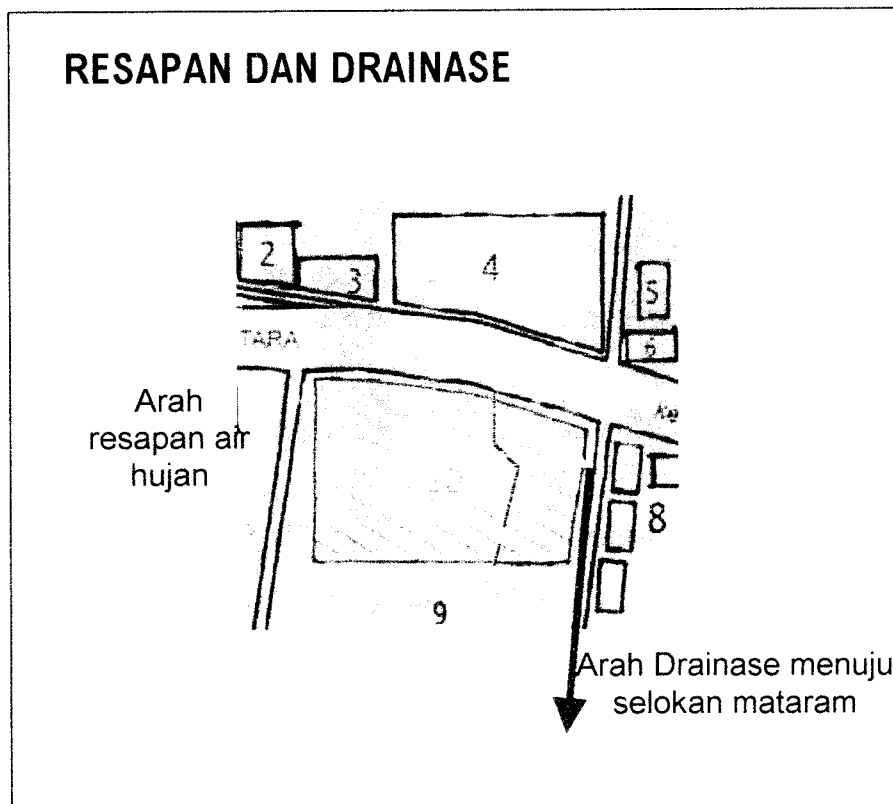 RESAPAN DAN DRAINASE
2
3
4
5
6
TARA
Arah
resapan air
hujan
8
9
Arah Drainase menuju
selokan mataram